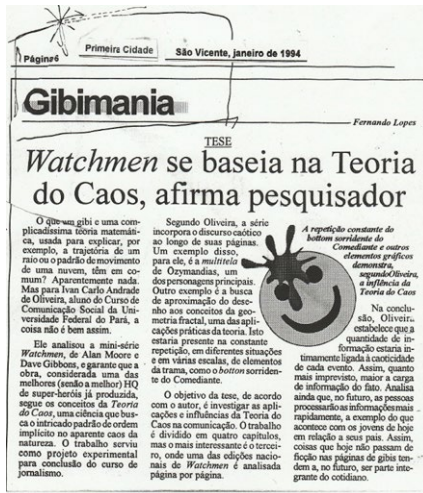 Página 6
Primeira Cidade
São Vicente, janeiro de 1994
Gibimania
Fernando Lopes
TESE
Watchmen se baseia na Teoria
do Caos, afirma pesquisador
O que um gibi e uma com-
plicadíssima teoria matemáti-
ca, usada para explicar, por
exemplo, a trajetória de um
raio ou o padrão de movimento
de uma nuvem, têm em co-
mum? Aparentemente nada.
Mas para Ivan Carlo Andrade
de Oliveira, aluno do Curso de
Comunicação Social da Uni-
versidade Federal do Pará, a
coisa não é bem assim.
Ele analisou a mini-série
Watchmen, de Alan Moore e
Dave Gibbons, e garante que a
obra, considerada uma das
melhores (senão a melhor) HQ
de super-heróis já produzida,
segue os conceitos da Teoria
do Caos, uma ciência que bus-
ca o intricado padrão de ordem
implícito no aparente caos da
natureza. O trabalho serviu
como projeto experimental
para conclusão do curso de
jornalismo.
Segundo Oliveira, a série
incorpora o discurso caótico
ao longo de suas páginas.
Um exemplo disso,
para ele, é a multitela
de Ozymandias, um
dos personagens principais.
Outro exemplo é a busca
de aproximação do dese-
nho aos conceitos da geo-
metria fractal, uma das apli-
cações práticas da teoria. Isto
estaria presente na constante
repetição, em diferentes situações
e em várias escalas, de elementos
da trama, como o botton sorriden-
te do Comediante.
O objetivo da tese, de acordo
com o autor, é investigar as apli-
cações e influências da Teoria do
Caos na comunicação. O trabalho
é dividido em quatro capítulos,
mas o mais interessante é o tercei-
ro, onde uma das edições nacio-
nais de Watchmen é analisada
página por página.
A repetição constante do
bottom sorridente do
Comediante e outros
elementos gráficos
demonstra,
segundo Oliveira,
a influência da
Teoria do Caos
Na conclu-
são, Oliveira
estabelece que a
quantidade de in-
formação estaria in-
timamente ligada à caoticidade
de cada evento. Assim, quanto
mais imprevisto, maior a carga
de informação do fato. Analisa
ainda que, no futuro, as pessoas
processarão as informações mais
rapidamente, a exemplo do que
acontece com os jovens de hoje
em relação a seus pais. Assim,
coisas que hoje não passam de
ficção nas páginas de gibis ten-
dem a, no futuro, ser parte inte-
grante do cotidiano.